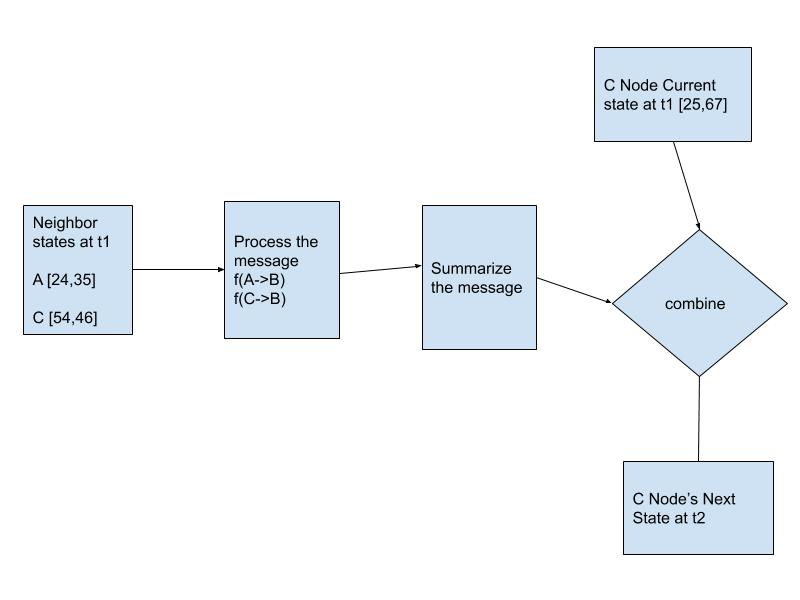 C Node Current
state at t1 [25,67]
Neighbor
states at t1
A [24,35]
C [54,46]
Process the
message
f(A->B)
f(C->B)
Summarize
the message
combine
C Node’s Next
State at t2